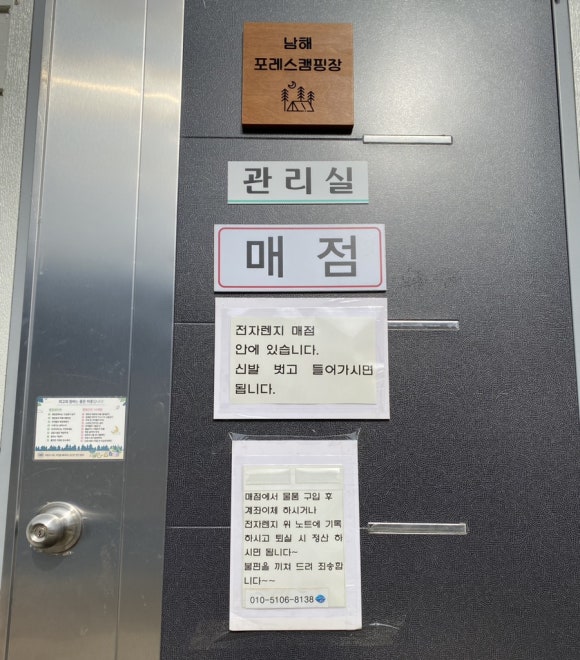 남해
포레스캠핑장
관리실
매점
전자렌지 매점
안에 있습니다.
신발 벗고 들어가시면
됩니다.
매점에서 물품 구입 후
계좌이체 하시거나
전자렌지 위 노트에 기록
하시고 퇴실 시 정산 하
시면 됩니다~
불편을 끼쳐 드려 죄송합
니다~~
010-5106-8138